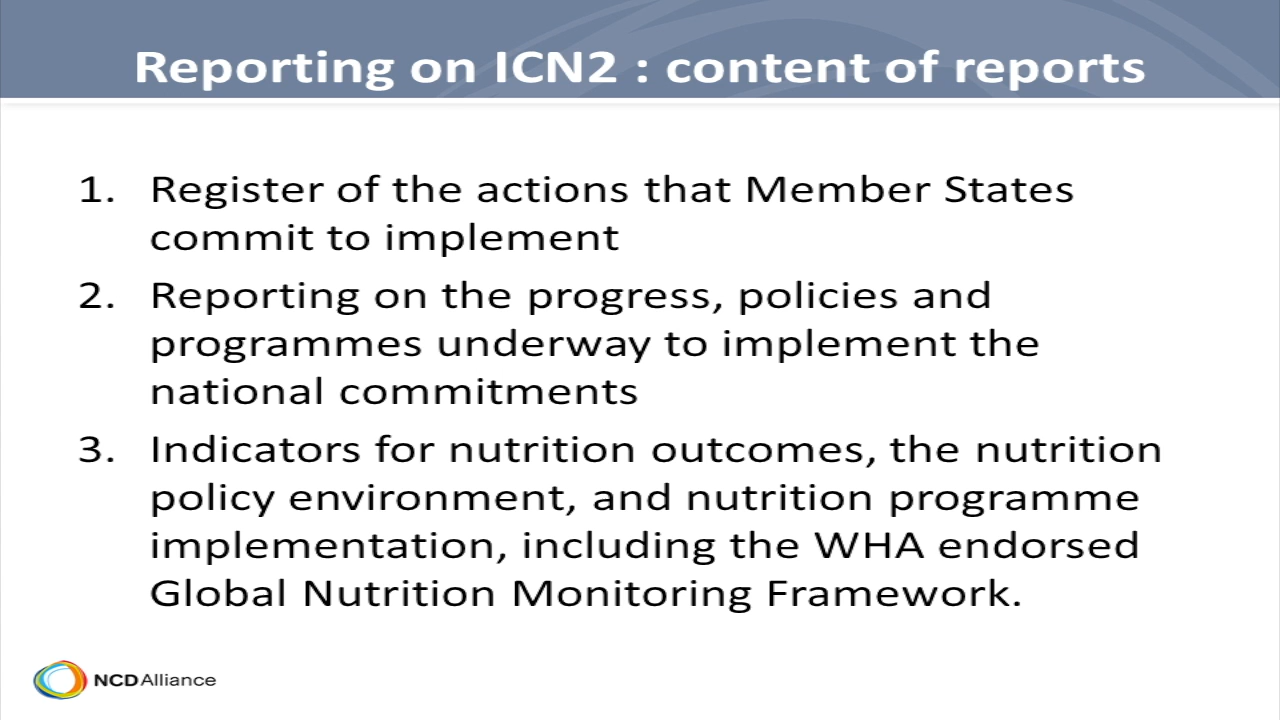 Reporting on ICN2 : content of reports
1. Register of the actions that Member States
commit to implement
2. Reporting on the progress, policies and
programmes underway to implement the
national commitments
3. Indicators for nutrition outcomes, the nutrition
policy environment, and nutrition programme
implementation, including the WHA endorsed
Global Nutrition Monitoring Framework.
NCD Alliance